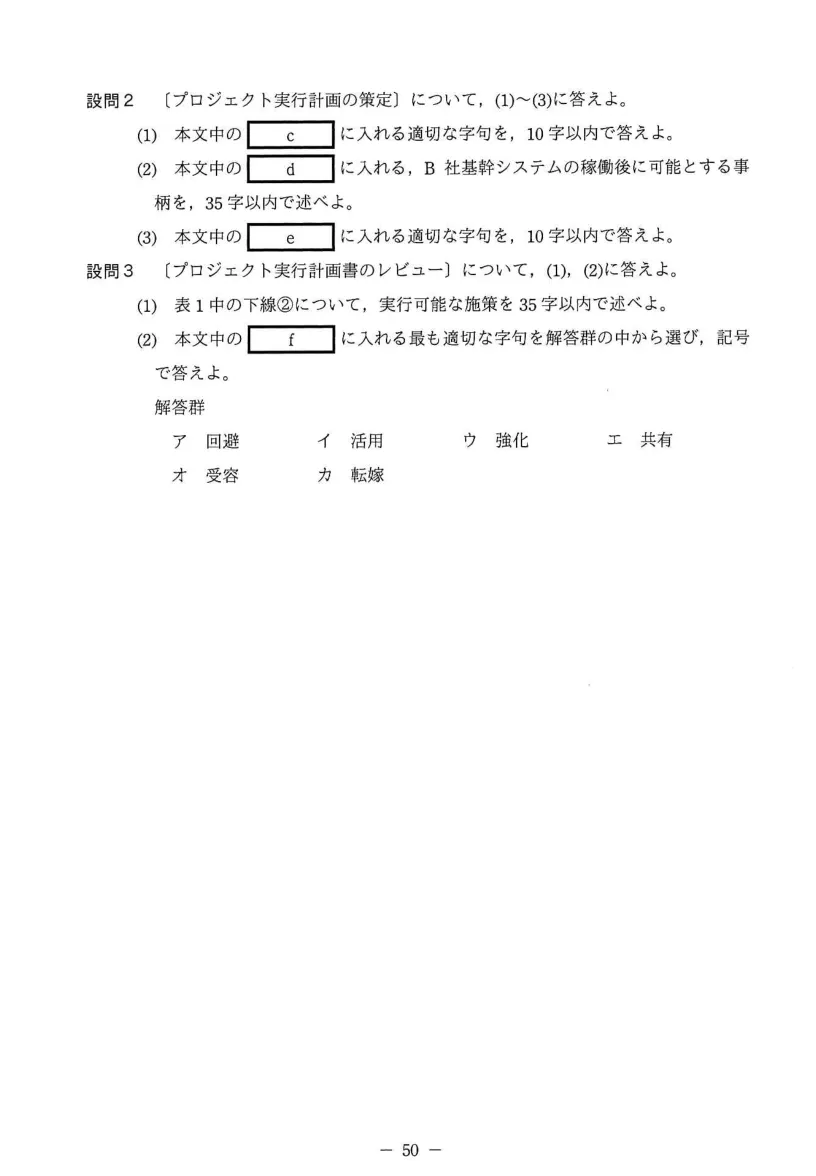 設問2 〔プロジェクト実行計画の策定〕について，(1)～(3)に答えよ。
(1) 本文中の c に入れる適切な字句を，10字以内で答えよ。
(2) 本文中の d に入れる，B 社基幹システムの稼働後に可能とする事
柄を，35字以内で述べよ。
(3) 本文中の e に入れる適切な字句を，10字以内で答えよ。
設問3 〔プロジェクト実行計画書のレビュー〕について，(1)，(2)に答えよ。
(1) 表1中の下線②について，実行可能な施策を35字以内で述べよ。
(2) 本文中の f に入れる最も適切な字句を解答群の中から選び，記号
で答えよ。
解答群
ア 回避 イ 活用 ウ 強化 エ 共有
オ 受容 カ 転嫁
― 50 ―